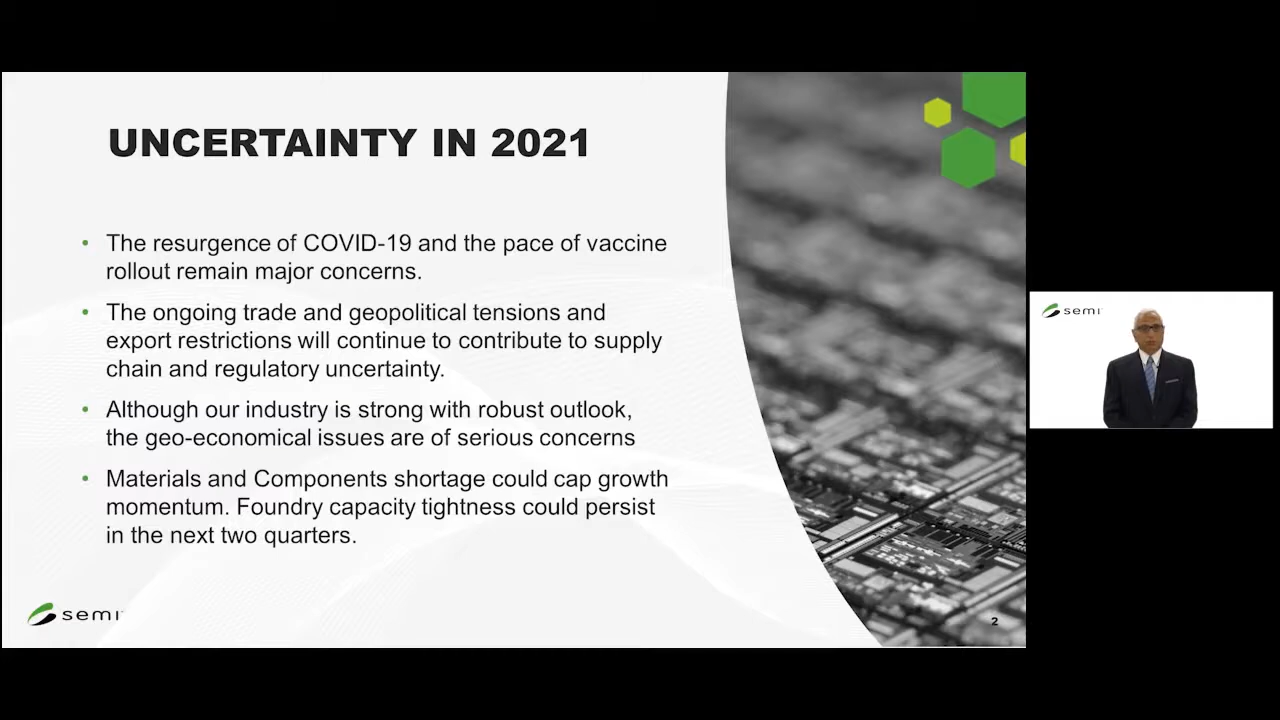 UNCERTAINTY IN 2021
• The resurgence of COVID-19 and the pace of vaccine
rollout remain major concerns.
• The ongoing trade and geopolitical tensions and
export restrictions will continue to contribute to supply
chain and regulatory uncertainty.
• Although our industry is strong with robust outlook,
the geo-economical issues are of serious concerns
• Materials and Components shortage could cap growth
momentum. Foundry capacity tightness could persist
in the next two quarters.
semi
2
semi